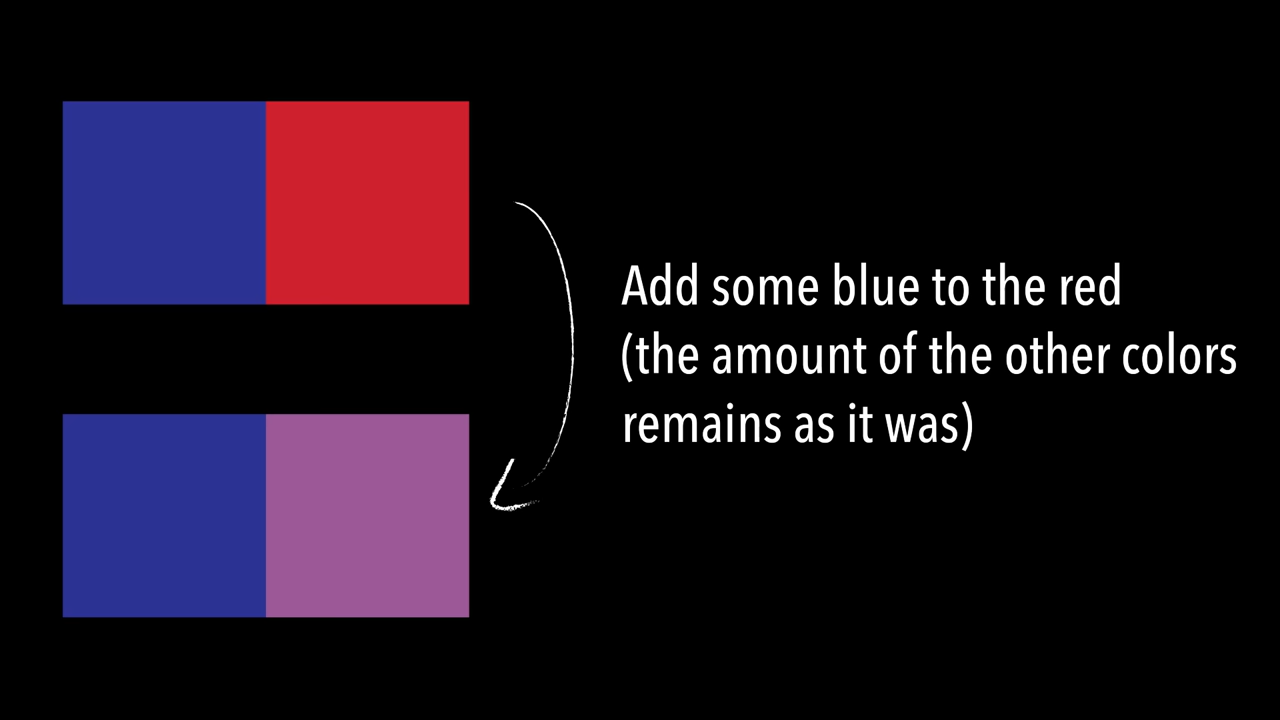 Add some blue to the red
(the amount of the other colors
remains as it was)